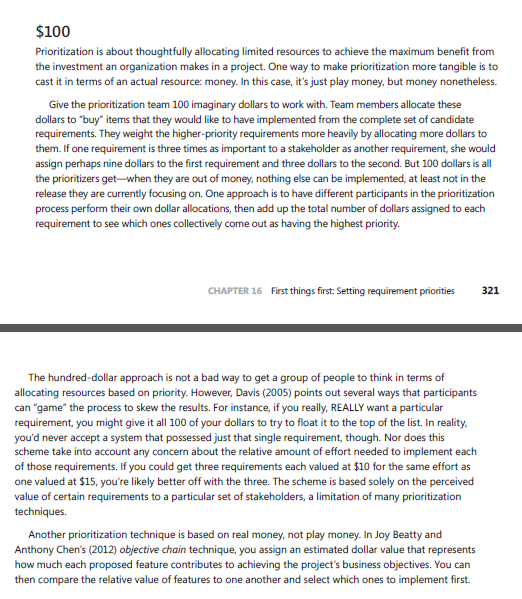 $100
Prioritization is about thoughtfully allocating limited resources to achieve the maximum benefit from
the investment an organization makes in a project. One way to make prioritization more tangible is to
cast it in terms of an actual resource: money. In this case, it's just play money, but money nonetheless.
Give the prioritization team 100 imaginary dollars to work with. Team members allocate these
dollars to "buy" items that they would like to have implemented from the complete set of candidate
requirements. They weight the higher-priority requirements more heavily by allocating more dollars to
them. If one requirement is three times as important to a stakeholder as another requirement, she would
assign perhaps nine dollars to the first requirement and three dollars to the second. But 100 dollars is all
the prioritizers get—when they are out of money, nothing else can be implemented, at least not in the
release they are currently focusing on. One approach is to have different participants in the prioritization
process perform their own dollar allocations, then add up the total number of dollars assigned to each
requirement to see which ones collectively come out as having the highest priority.
CHAPTER 16 First things first: Setting requirement priorities 321
The hundred-dollar approach is not a bad way to get a group of people to think in terms of
allocating resources based on priority. However, Davis (2005) points out several ways that participants
can "game" the process to skew the results. For instance, if you really, REALLY want a particular
requirement, you might give it all 100 of your dollars to try to float it to the top of the list. In reality,
you'd never accept a system that possessed just that single requirement, though. Nor does this
scheme take into account any concern about the relative amount of effort needed to implement each
of those requirements. If you could get three requirements each valued at $10 for the same effort as
one valued at $15, you're likely better off with the three. The scheme is based solely on the perceived
value of certain requirements to a particular set of stakeholders, a limitation of many prioritization
techniques.
Another prioritization technique is based on real money, not play money. In Joy Beatty and
Anthony Chen's (2012) objective chain technique, you assign an estimated dollar value that represents
how much each proposed feature contributes to achieving the project's business objectives. You can
then compare the relative value of features to one another and select which ones to implement first.